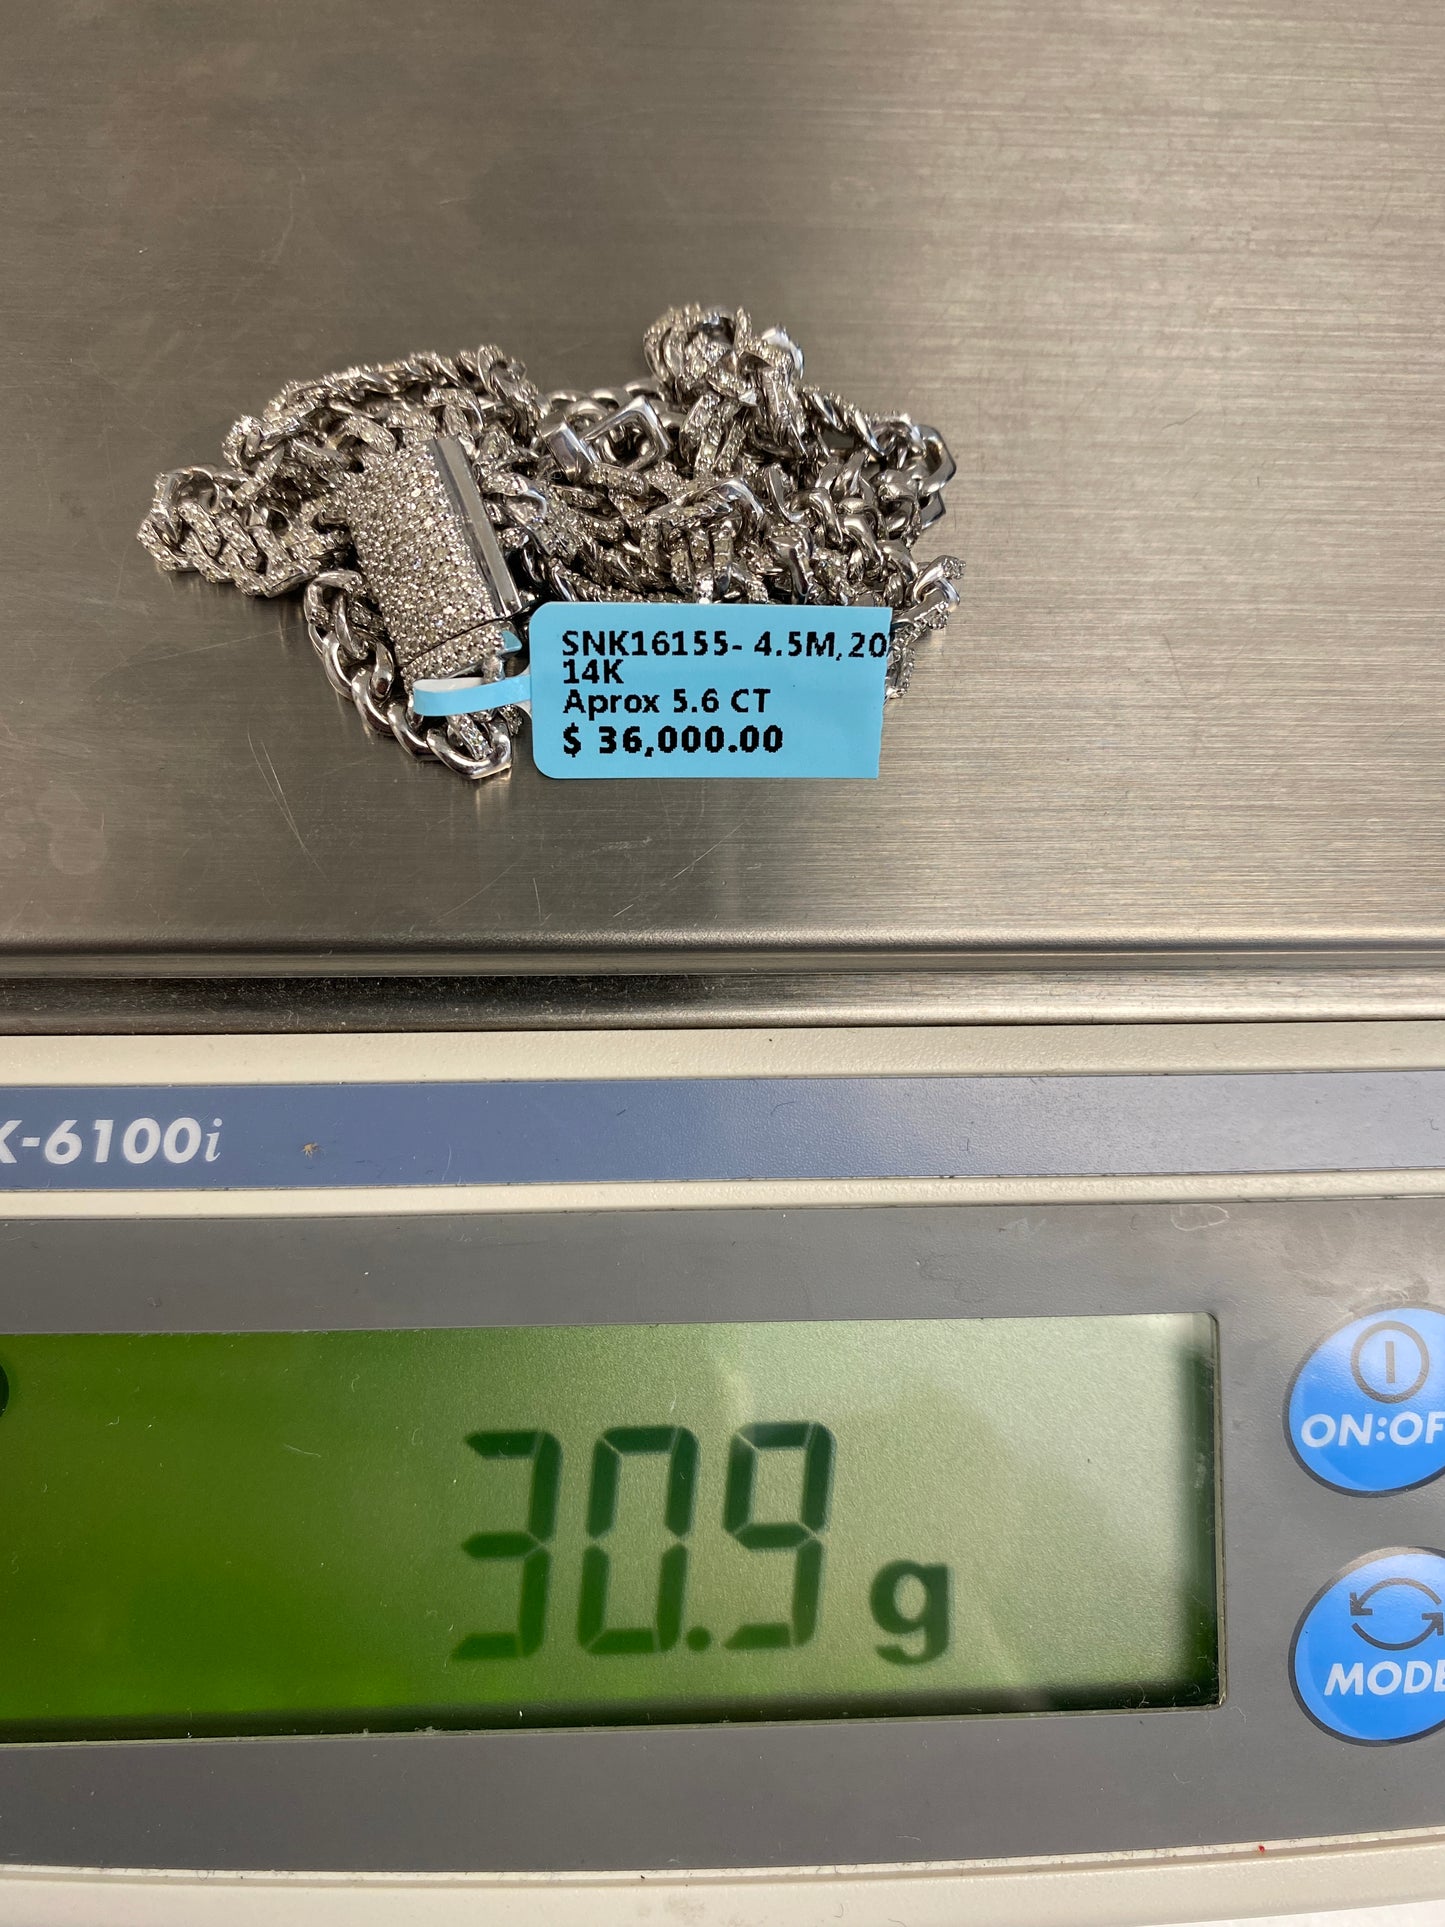 SNK16155- 4.5M,20
14K
Aprox 5.6 CT
$ 36,000.00
-6100i
30.9 g
ON:OF
MODE